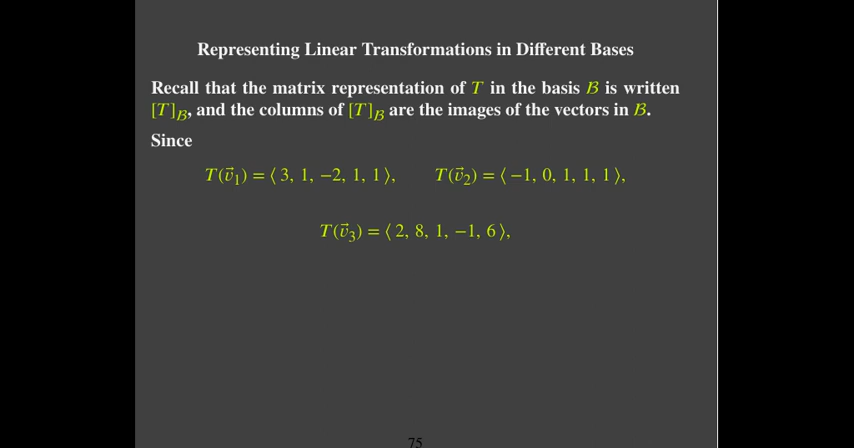 Representing Linear Transformations in Different Bases
Recall that the matrix representation of T in the basis ℬ is written
[T]ℬ, and the columns of [T]ℬ are the images of the vectors in ℬ.
Since
T(v⃗₁) = ⟨ 3, 1, −2, 1, 1 ⟩, T(v⃗₂) = ⟨ −1, 0, 1, 1, 1 ⟩,
T(v⃗₃) = ⟨ 2, 8, 1, −1, 6 ⟩,
75